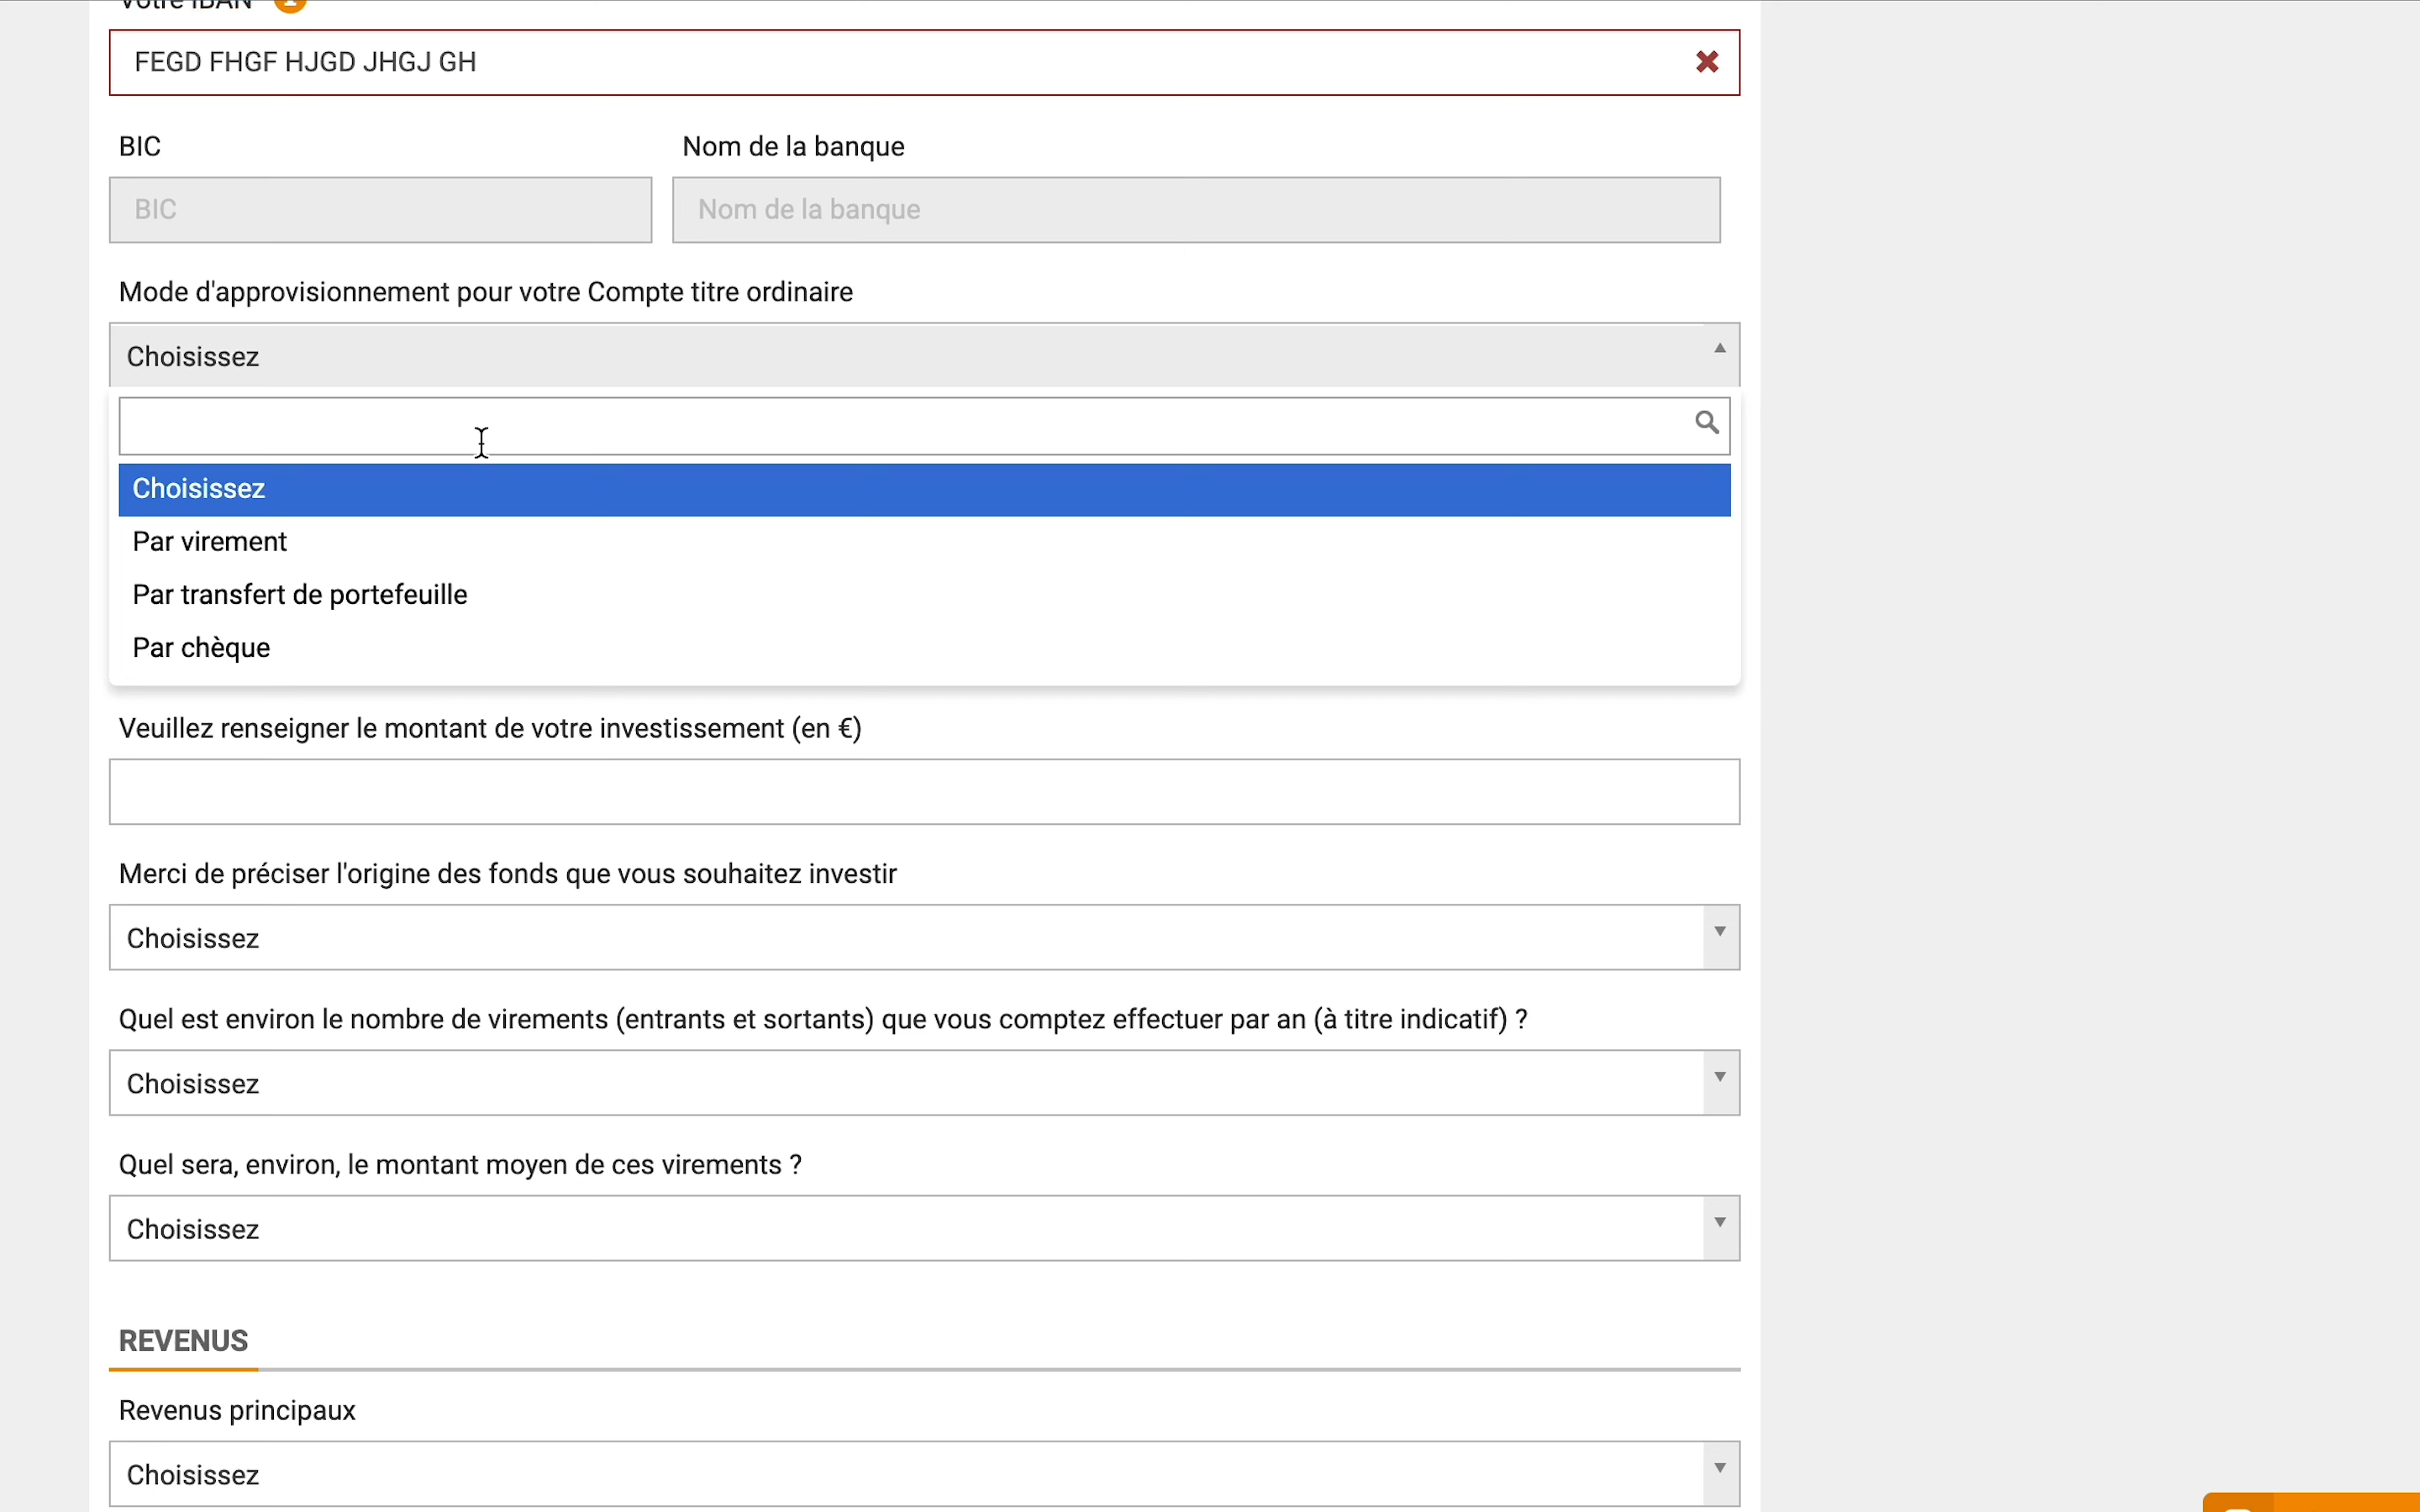 Votre IBAN
FEGD FHGF HJGD JHGJ GH
BIC
Nom de la banque
BIC
Nom de la banque
Mode d'approvisionnement pour votre Compte titre ordinaire
Choisissez
Choisissez
Par virement
Par transfert de portefeuille
Par chèque
Veuillez renseigner le montant de votre investissement (en €)
Merci de préciser l'origine des fonds que vous souhaitez investir
Choisissez
Quel est environ le nombre de virements (entrants et sortants) que vous comptez effectuer par an (à titre indicatif) ?
Choisissez
Quel sera, environ, le montant moyen de ces virements ?
Choisissez
REVENUS
Revenus principaux
Choisissez